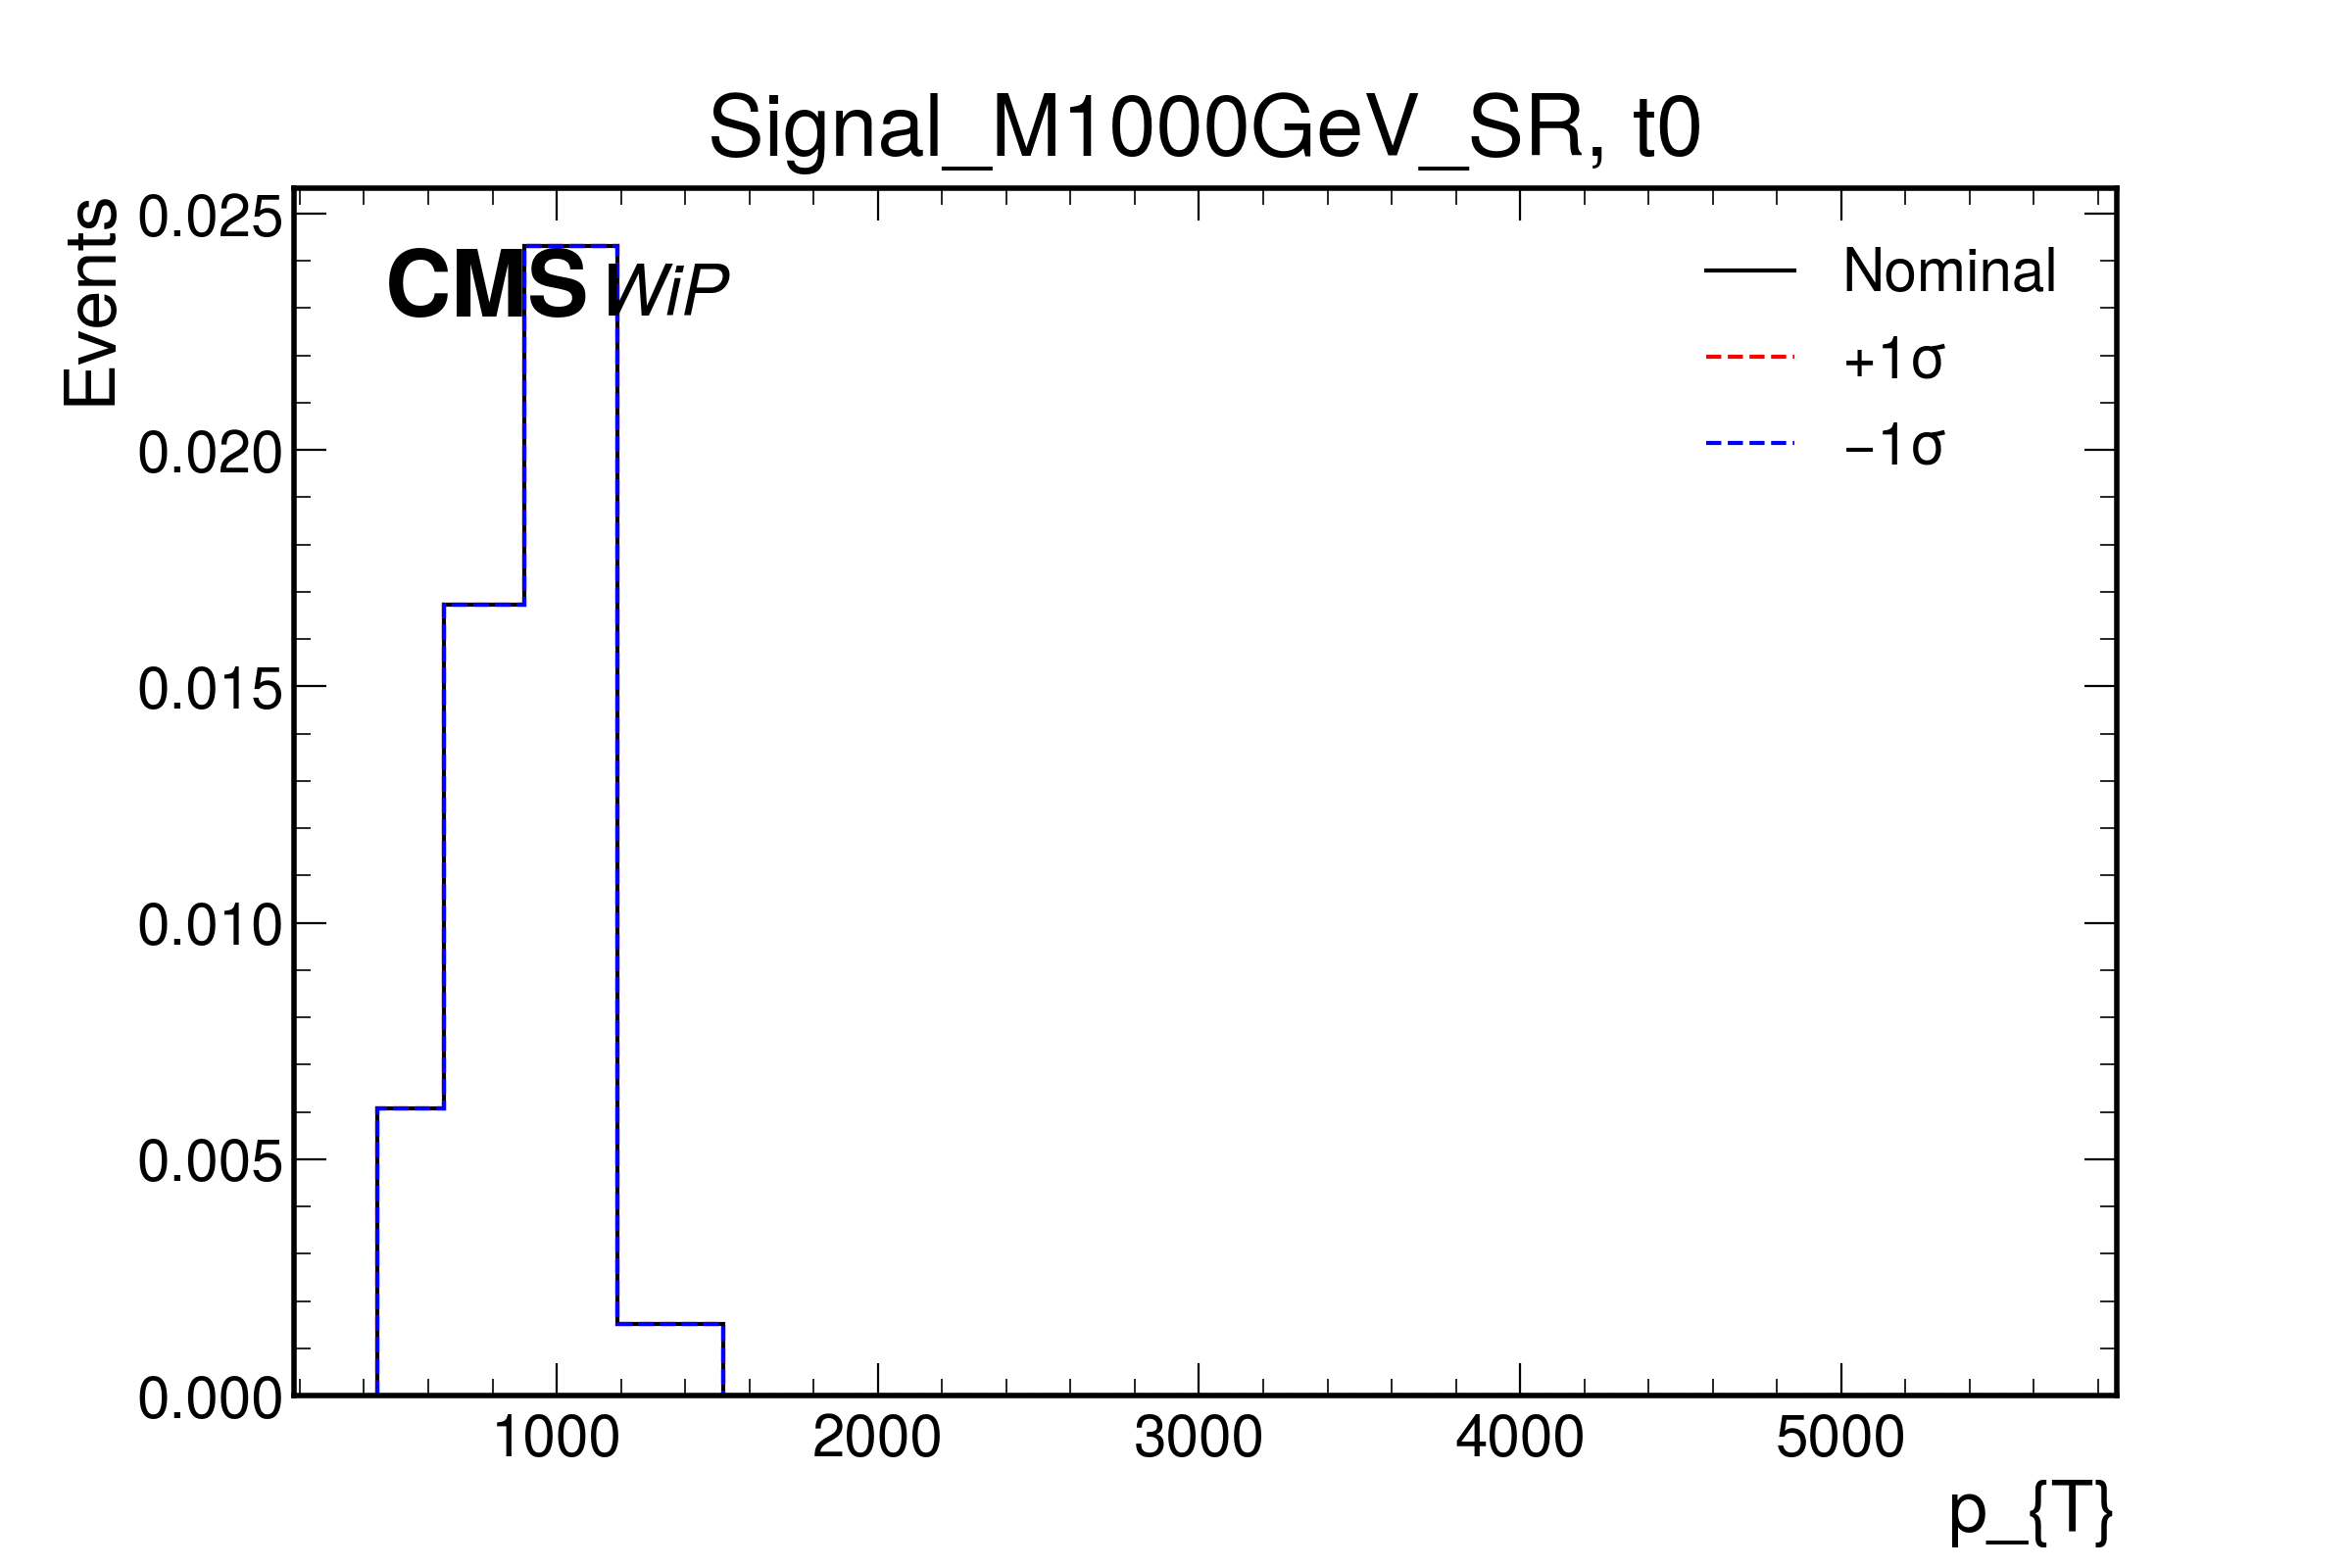 Signal_M1000GeV_SR, t0
Events
0.025
0.020
0.015
0.010
0.005
0.000
CMS WiP
Nominal
+1σ
−1σ
1000 2000 3000 4000 5000
p_{T}